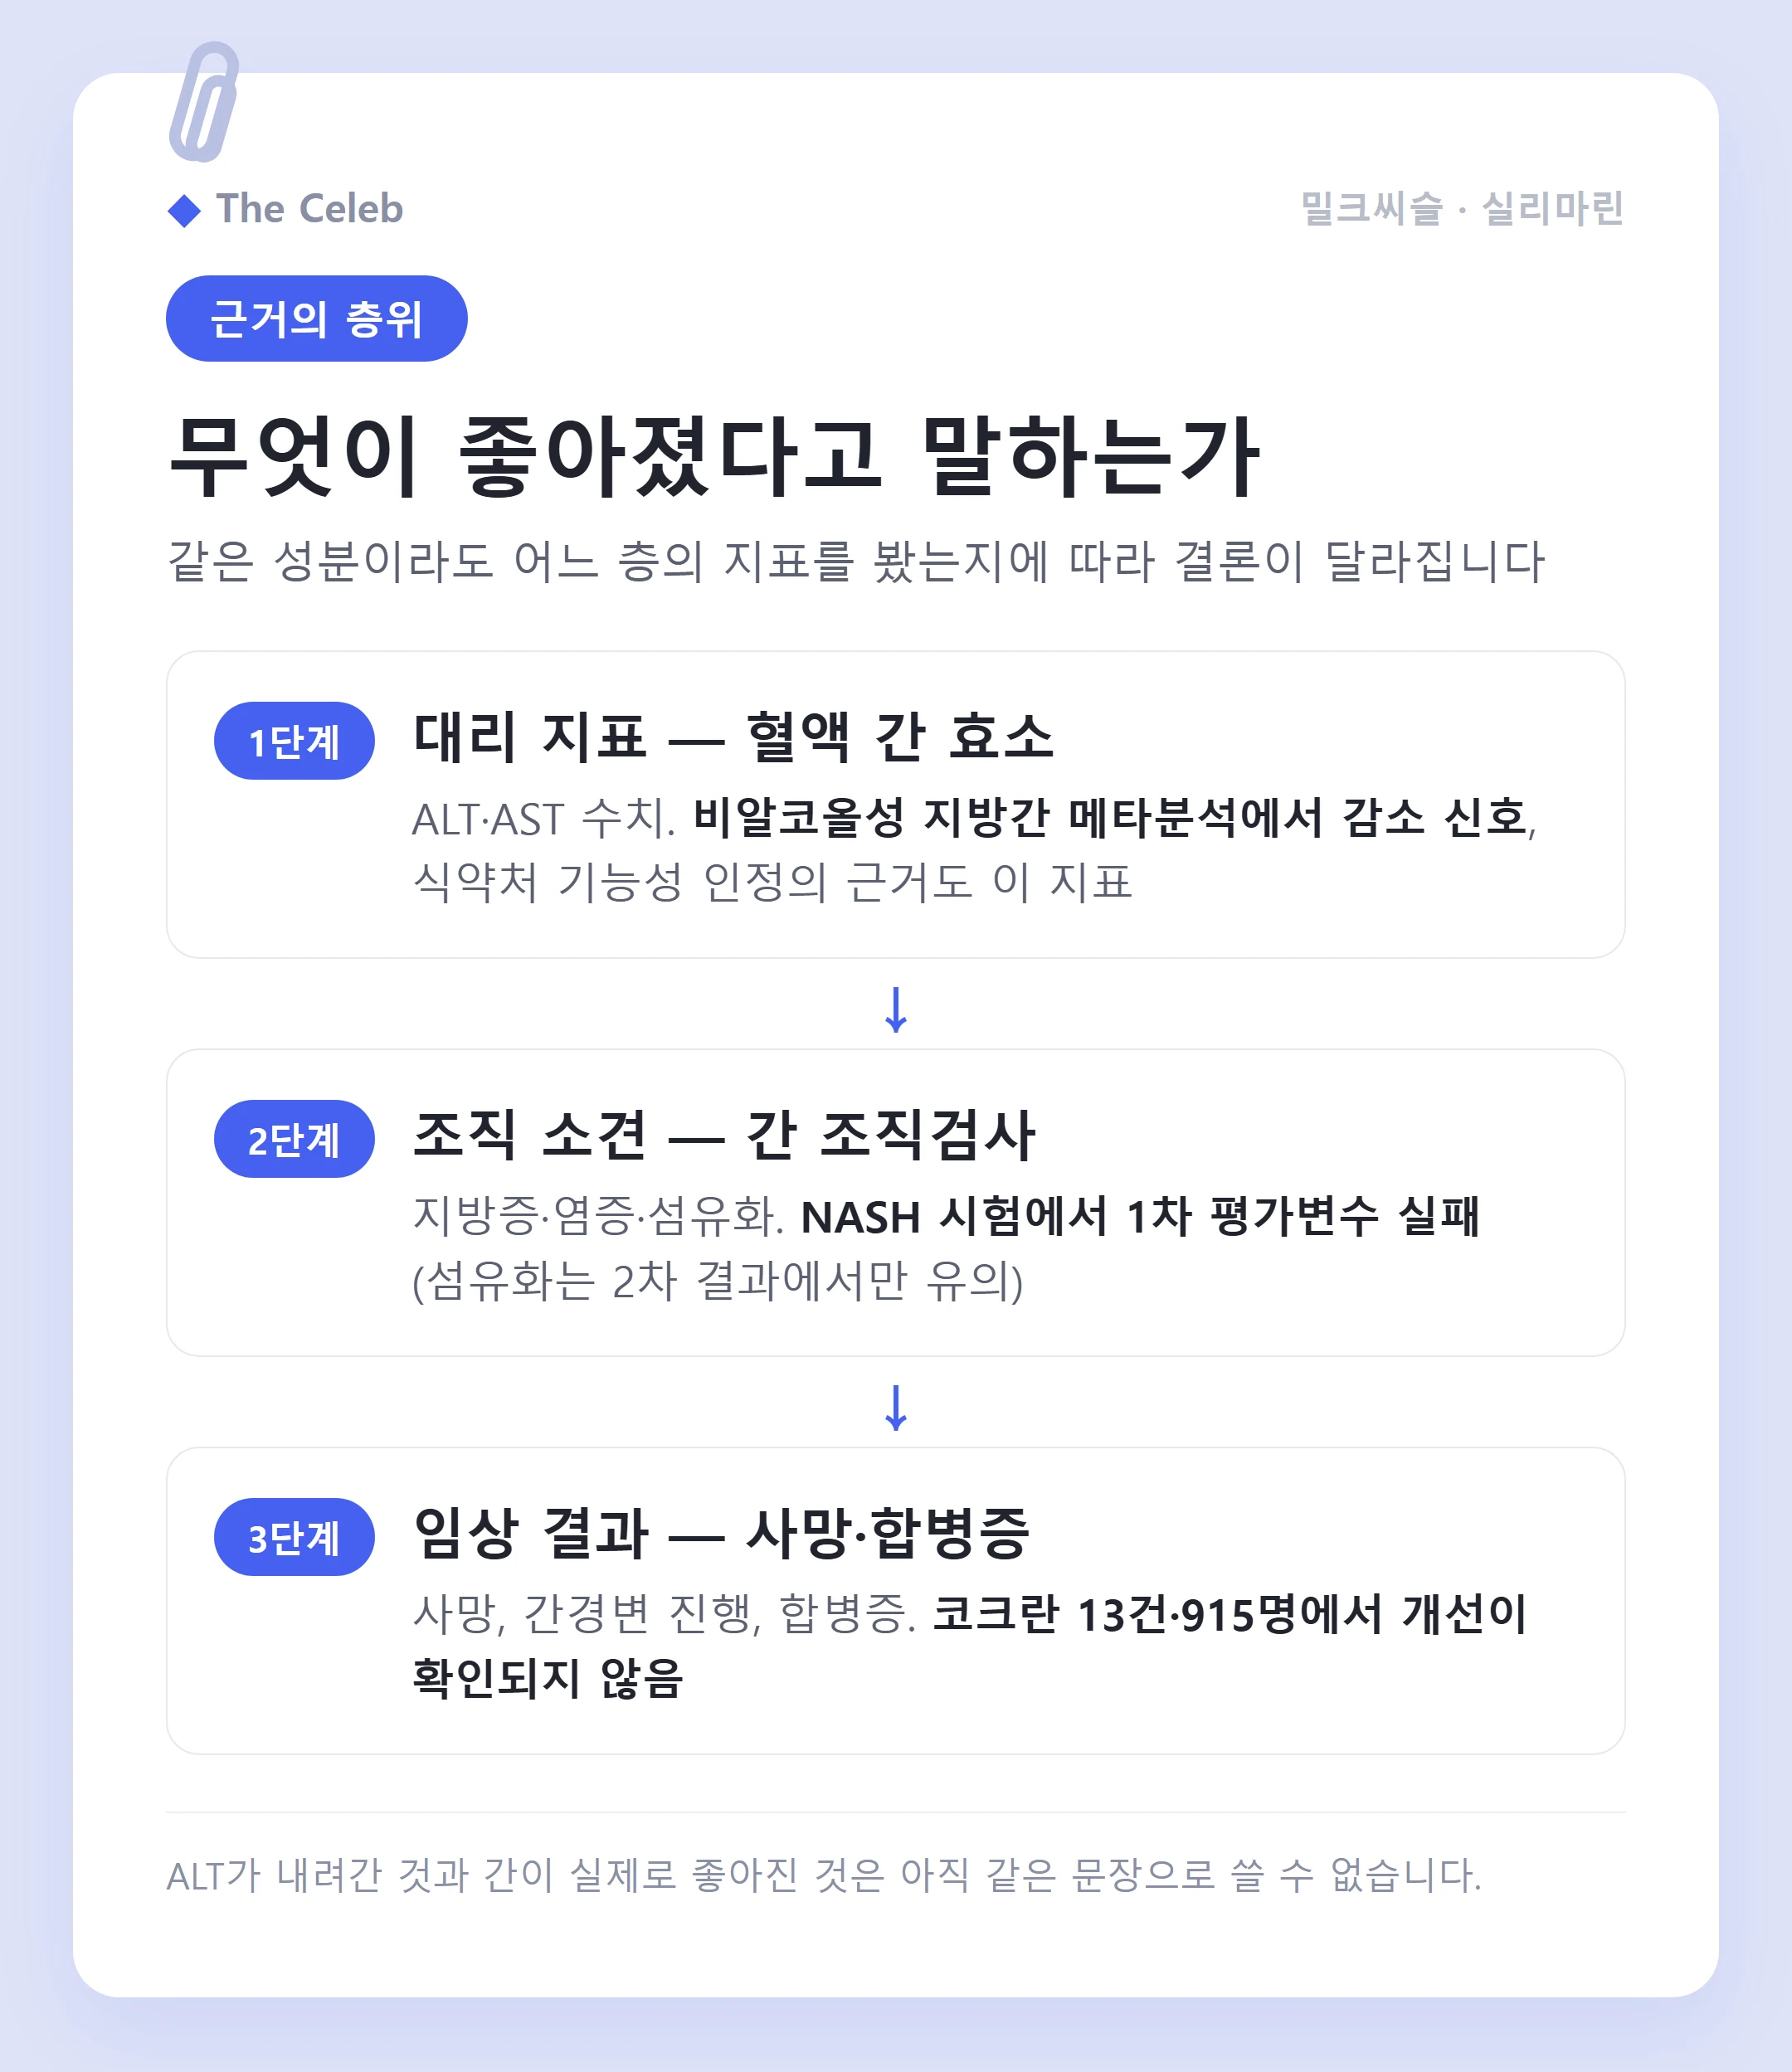 ◆ The Celeb
밀크씨슬 · 실리마린
근거의 층위
무엇이 좋아졌다고 말하는가
같은 성분이라도 어느 층의 지표를 봤는지에 따라 결론이 달라집니다
1단계
대리 지표 — 혈액 간 효소
ALT·AST 수치. 비알코올성 지방간 메타분석에서 감소 신호,
식약처 기능성 인정의 근거도 이 지표
↓
2단계
조직 소견 — 간 조직검사
지방증·염증·섬유화. NASH 시험에서 1차 평가변수 실패
(섬유화는 2차 결과에서만 유의)
↓
3단계
임상 결과 — 사망·합병증
사망, 간경변 진행, 합병증. 코크란 13건·915명에서 개선이
확인되지 않음
ALT가 내려간 것과 간이 실제로 좋아진 것은 아직 같은 문장으로 쓸 수 없습니다.